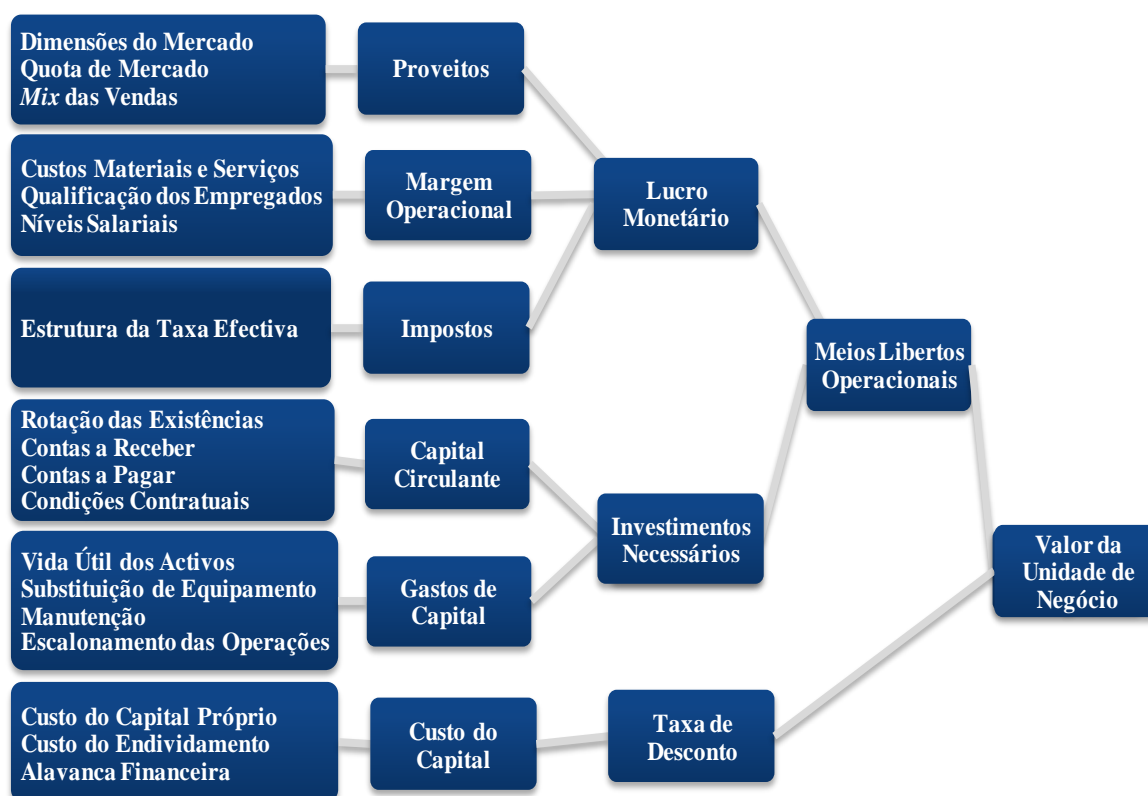 Dimensões do Mercado
Quota de Mercado
Mix das Vendas
Proveitos
Custos Materiais e Serviços
Qualificação dos Empregados
Níveis Salariais
Margem
Operacional
Lucro
Monetário
Estrutura da Taxa Efectiva
Impostos
Meios Libertos
Operacionais
Rotação das Existências
Contas a Receber
Contas a Pagar
Condições Contratuais
Capital
Circulante
Investimentos
Necessários
Vida Útil dos Activos
Substituição de Equipamento
Manutenção
Escalonamento das Operações
Gastos de
Capital
Valor da
Unidade de
Negócio
Custo do Capital Próprio
Custo do Endividamento
Alavanca Financeira
Custo do
Capital
Taxa de
Desconto